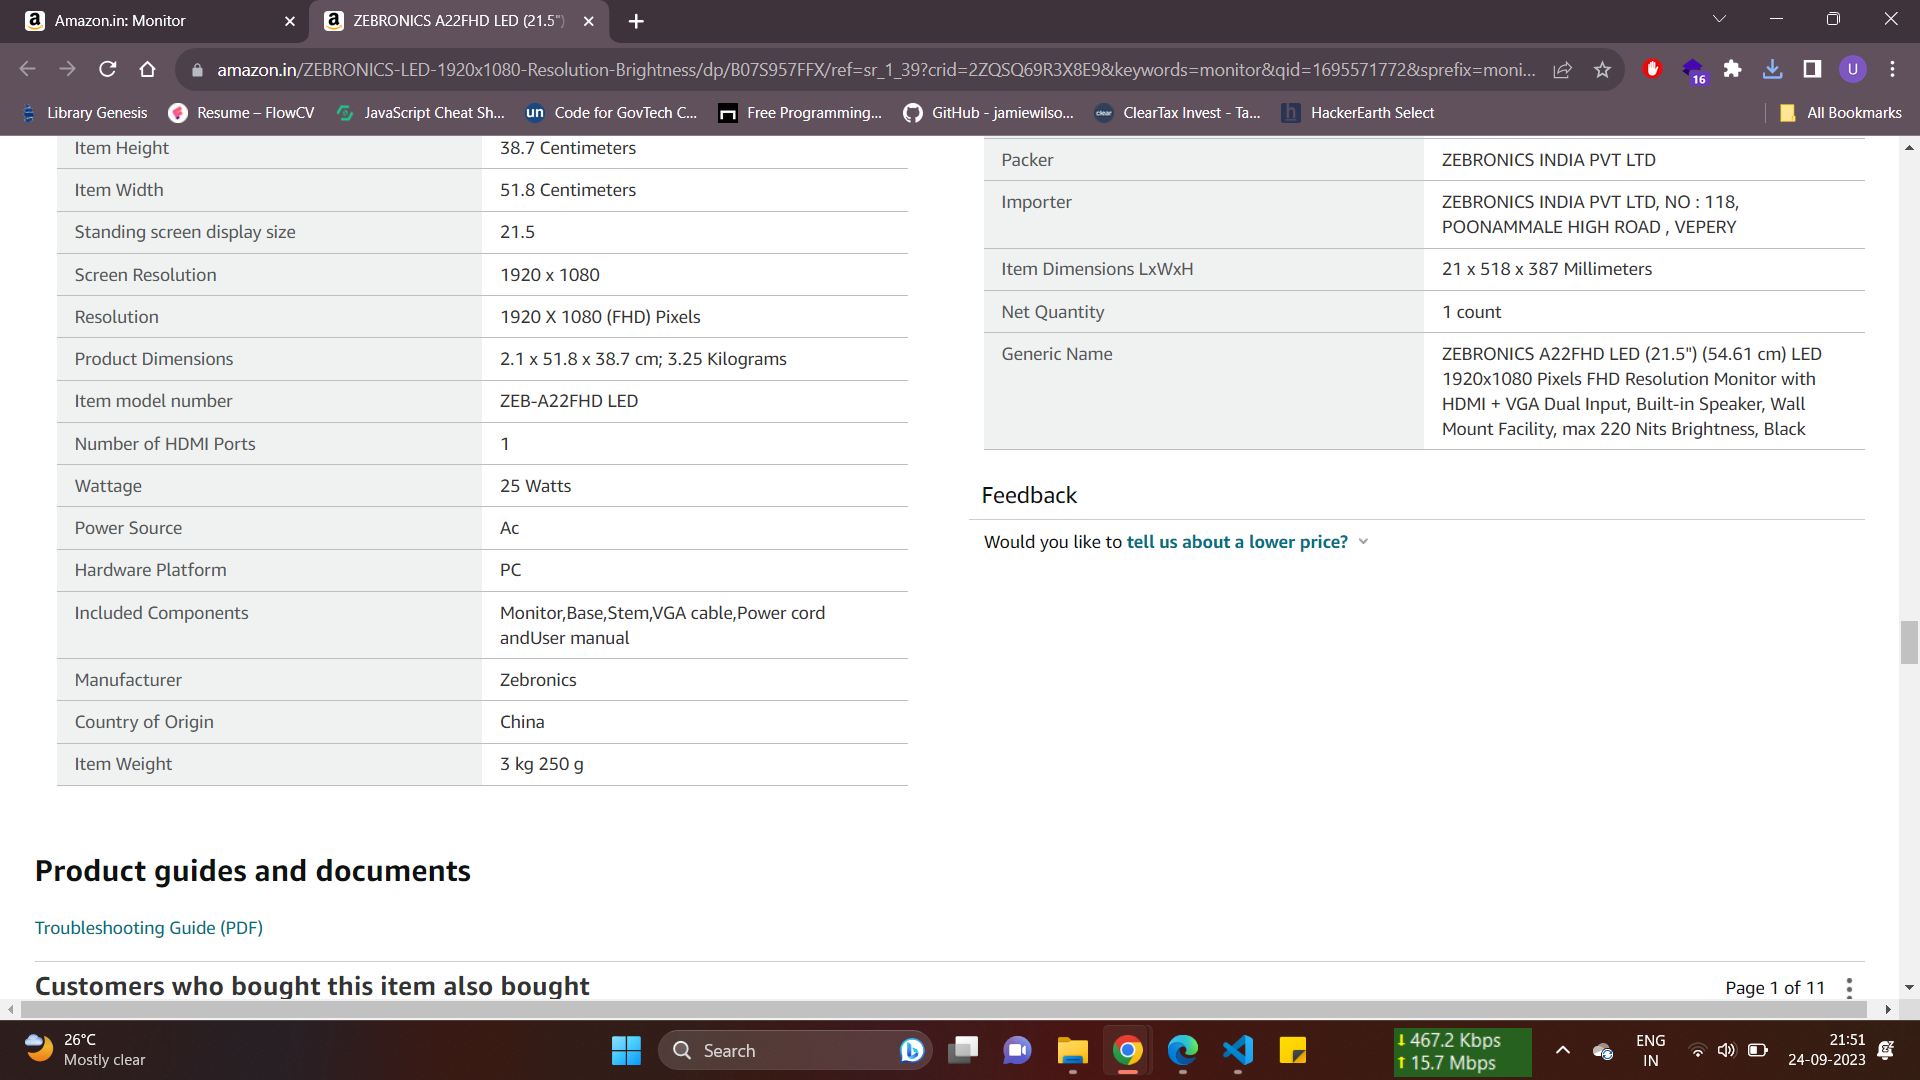 Amazon.in: Monitor
ZEBRONICS A22FHD LED (21.5")
amazon.in/ZEBRONICS-LED-1920x1080-Resolution-Brightness/dp/B07S957FFX/ref=sr_1_39?crid=2ZQSQ69R3X8E9&keywords=monitor&qid=1695571772&sprefix=moni...
16
U
Library Genesis
Resume – FlowCV
JavaScript Cheat Sh...
un Code for GovTech C...
Free Programming...
GitHub - jamiewilso...
clear ClearTax Invest - Ta...
h HackerEarth Select
All Bookmarks
Item Height 38.7 Centimeters
Item Width 51.8 Centimeters
Standing screen display size 21.5
Screen Resolution 1920 x 1080
Resolution 1920 X 1080 (FHD) Pixels
Product Dimensions 2.1 x 51.8 x 38.7 cm; 3.25 Kilograms
Item model number ZEB-A22FHD LED
Number of HDMI Ports 1
Wattage 25 Watts
Power Source Ac
Hardware Platform PC
Included Components Monitor,Base,Stem,VGA cable,Power cord
andUser manual
Manufacturer Zebronics
Country of Origin China
Item Weight 3 kg 250 g
Packer ZEBRONICS INDIA PVT LTD
Importer ZEBRONICS INDIA PVT LTD, NO : 118,
POONAMMALE HIGH ROAD , VEPERY
Item Dimensions LxWxH 21 x 518 x 387 Millimeters
Net Quantity 1 count
Generic Name ZEBRONICS A22FHD LED (21.5") (54.61 cm) LED
1920x1080 Pixels FHD Resolution Monitor with
HDMI + VGA Dual Input, Built-in Speaker, Wall
Mount Facility, max 220 Nits Brightness, Black
Feedback
Would you like to tell us about a lower price?
Product guides and documents
Troubleshooting Guide (PDF)
Customers who bought this item also bought
Page 1 of 11
26°C
Mostly clear
Search
467.2 Kbps
15.7 Mbps
ENG
IN
21:51
24-09-2023